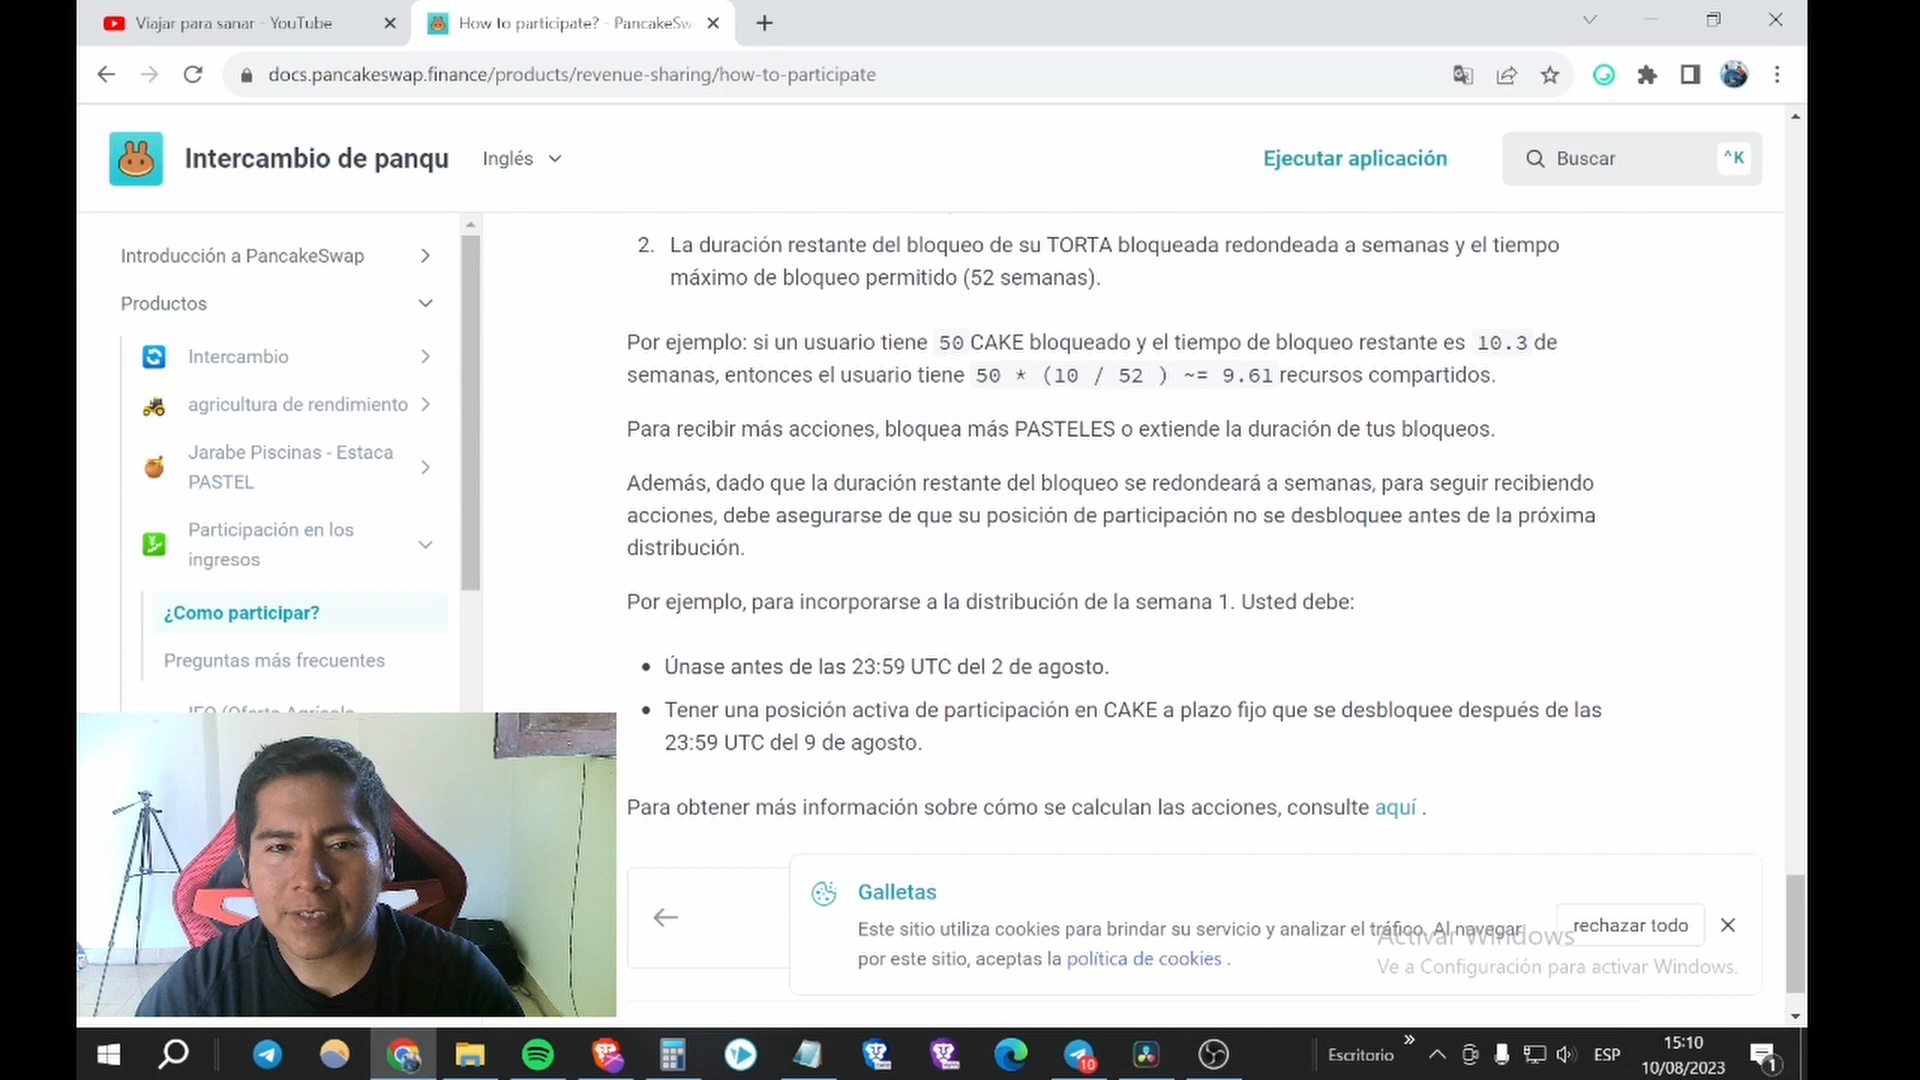 Viajar para sanar - YouTube
How to participate? - PancakeSw
docs.pancakeswap.finance/products/revenue-sharing/how-to-participate
Intercambio de panqu
Inglés
Ejecutar aplicación
Buscar
^K
Introducción a PancakeSwap
Productos
Intercambio
agricultura de rendimiento
Jarabe Piscinas - Estaca
PASTEL
Participación en los
ingresos
¿Como participar?
Preguntas más frecuentes
IFO (Oferta Agrícola
2. La duración restante del bloqueo de su TORTA bloqueada redondeada a semanas y el tiempo
máximo de bloqueo permitido (52 semanas).
Por ejemplo: si un usuario tiene 50 CAKE bloqueado y el tiempo de bloqueo restante es 10.3 de
semanas, entonces el usuario tiene 50 * (10 / 52 ) ~= 9.61 recursos compartidos.
Para recibir más acciones, bloquea más PASTELES o extiende la duración de tus bloqueos.
Además, dado que la duración restante del bloqueo se redondeará a semanas, para seguir recibiendo
acciones, debe asegurarse de que su posición de participación no se desbloquee antes de la próxima
distribución.
Por ejemplo, para incorporarse a la distribución de la semana 1. Usted debe:
• Únase antes de las 23:59 UTC del 2 de agosto.
• Tener una posición activa de participación en CAKE a plazo fijo que se desbloquee después de las
23:59 UTC del 9 de agosto.
Para obtener más información sobre cómo se calculan las acciones, consulte aquí .
Galletas
Este sitio utiliza cookies para brindar su servicio y analizar el tráfico. Al navegar
por este sitio, aceptas la política de cookies .
rechazar todo
Activar Windows
Ve a Configuración para activar Windows.
10
Escritorio
ESP
15:10
10/08/2023
1